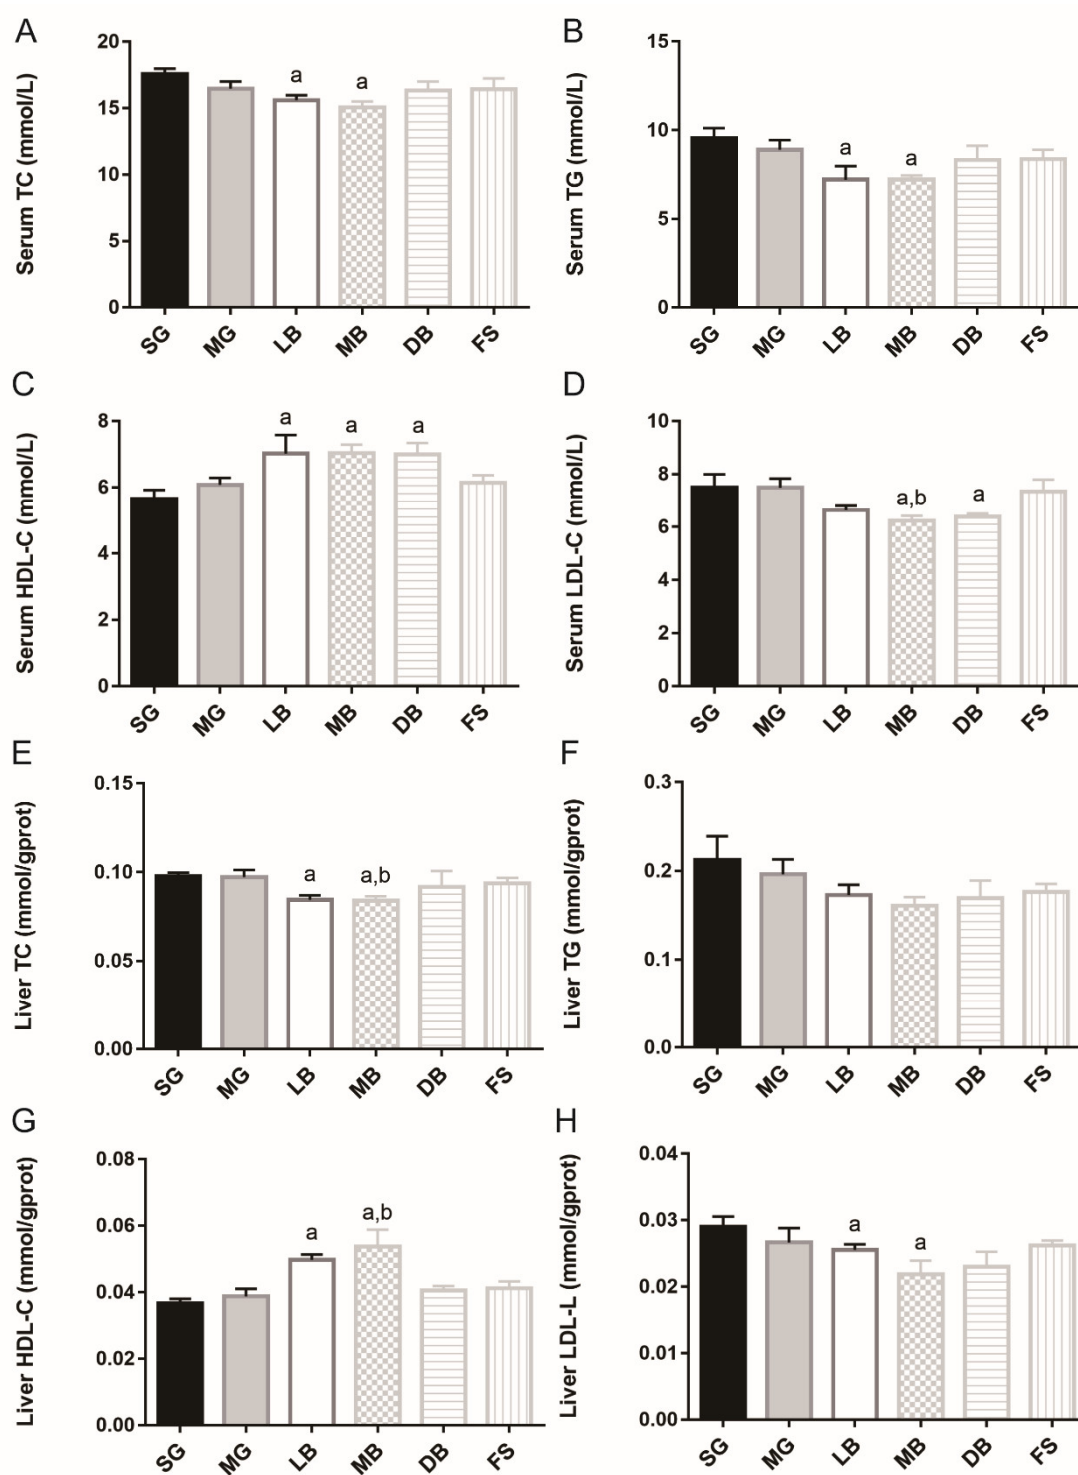 A
Serum TC (mmol/L)
20
15
10
5
0
a a
SG MG LB MB DB FS
B
Serum TG (mmol/L)
15
10
5
0
a a
SG MG LB MB DB FS
C
Serum HDL-C (mmol/L)
8
6
4
2
0
a a a
SG MG LB MB DB FS
D
Serum LDL-C (mmol/L)
10
8
6
4
2
0
a,b a
SG MG LB MB DB FS
E
Liver TC (mmol/gprot)
0.15
0.10
0.05
0.00
a a,b
SG MG LB MB DB FS
F
Liver TG (mmol/gprot)
0.3
0.2
0.1
0.0
SG MG LB MB DB FS
G
Liver HDL-C (mmol/gprot)
0.08
0.06
0.04
0.02
0.00
a a,b
SG MG LB MB DB FS
H
Liver LDL-L (mmol/gprot)
0.04
0.03
0.02
0.01
0.00
a a
SG MG LB MB DB FS